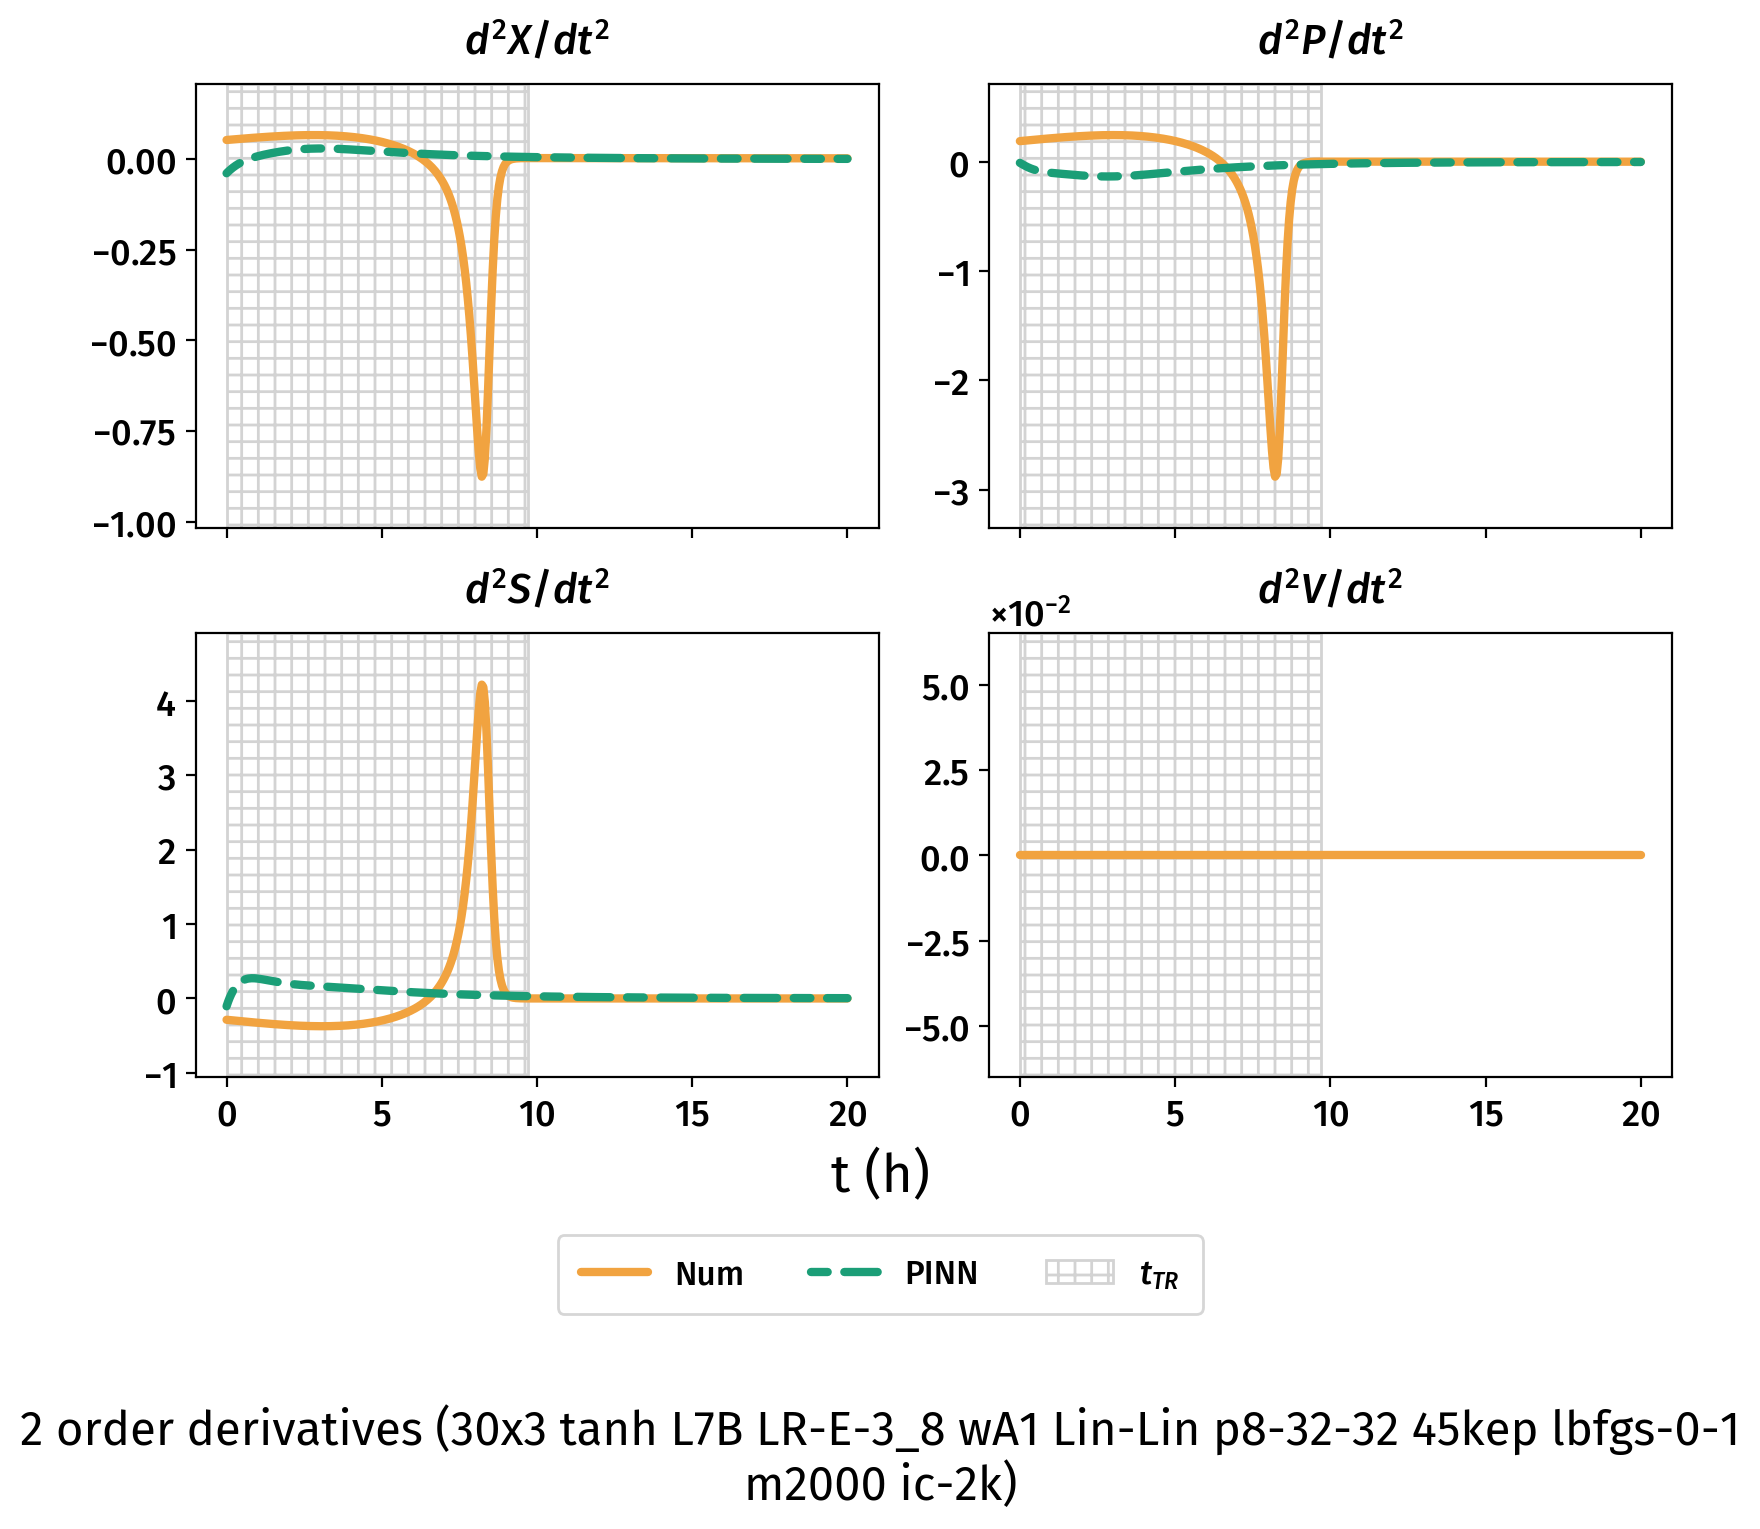 d²X/dt²
d²P/dt²
0.00
−0.25
−0.50
−0.75
−1.00
0
−1
−2
−3
d²S/dt²
d²V/dt²
×10⁻²
4
3
2
1
0
−1
5.0
2.5
0.0
−2.5
−5.0
0 5 10 15 20
0 5 10 15 20
t (h)
Num PINN t_TR
2 order derivatives (30x3 tanh L7B LR-E-3_8 wA1 Lin-Lin p8-32-32 45kep lbfgs-0-1
m2000 ic-2k)